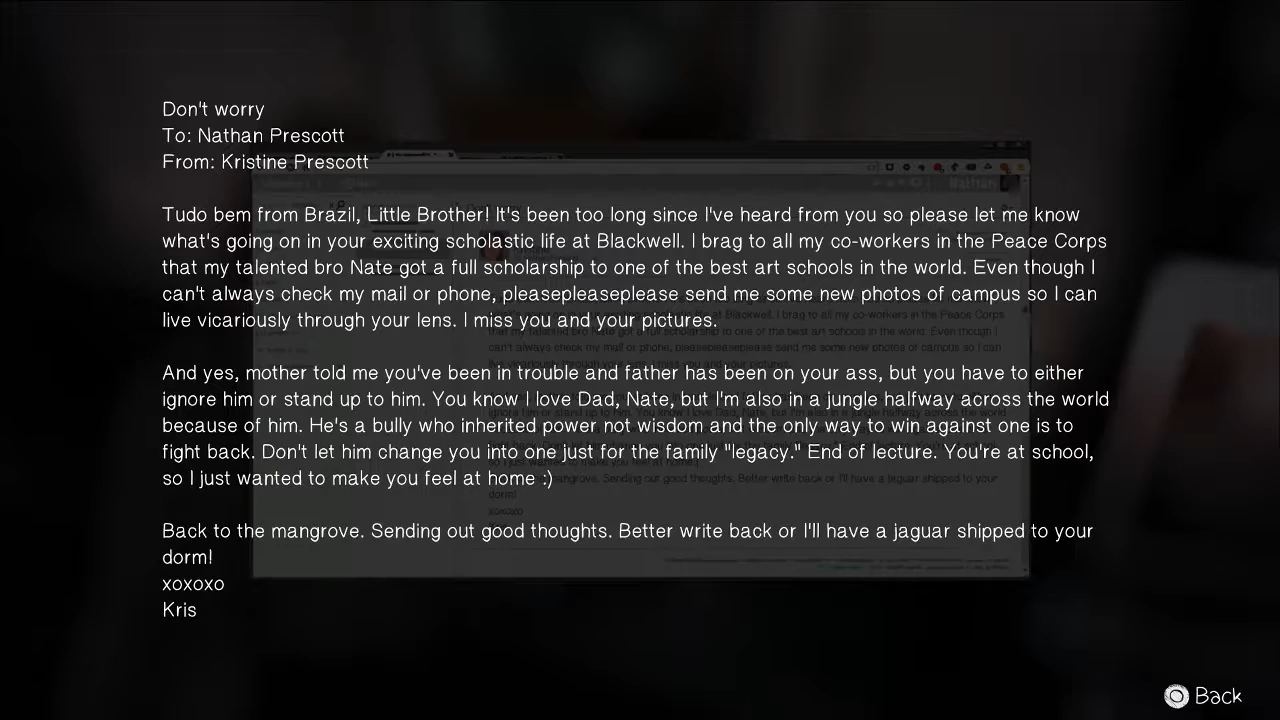 Don't worry
To: Nathan Prescott
From: Kristine Prescott
Tudo bem from Brazil, Little Brother! It's been too long since I've heard from you so please let me know
what's going on in your exciting scholastic life at Blackwell. I brag to all my co-workers in the Peace Corps
that my talented bro Nate got a full scholarship to one of the best art schools in the world. Even though I
can't always check my mail or phone, pleasepleaseplease send me some new photos of campus so I can
live vicariously through your lens. I miss you and your pictures.
And yes, mother told me you've been in trouble and father has been on your ass, but you have to either
ignore him or stand up to him. You know I love Dad, Nate, but I'm also in a jungle halfway across the world
because of him. He's a bully who inherited power not wisdom and the only way to win against one is to
fight back. Don't let him change you into one just for the family "legacy." End of lecture. You're at school,
so I just wanted to make you feel at home :)
Back to the mangrove. Sending out good thoughts. Better write back or I'll have a jaguar shipped to your
dorm!
xoxoxo
Kris
Back